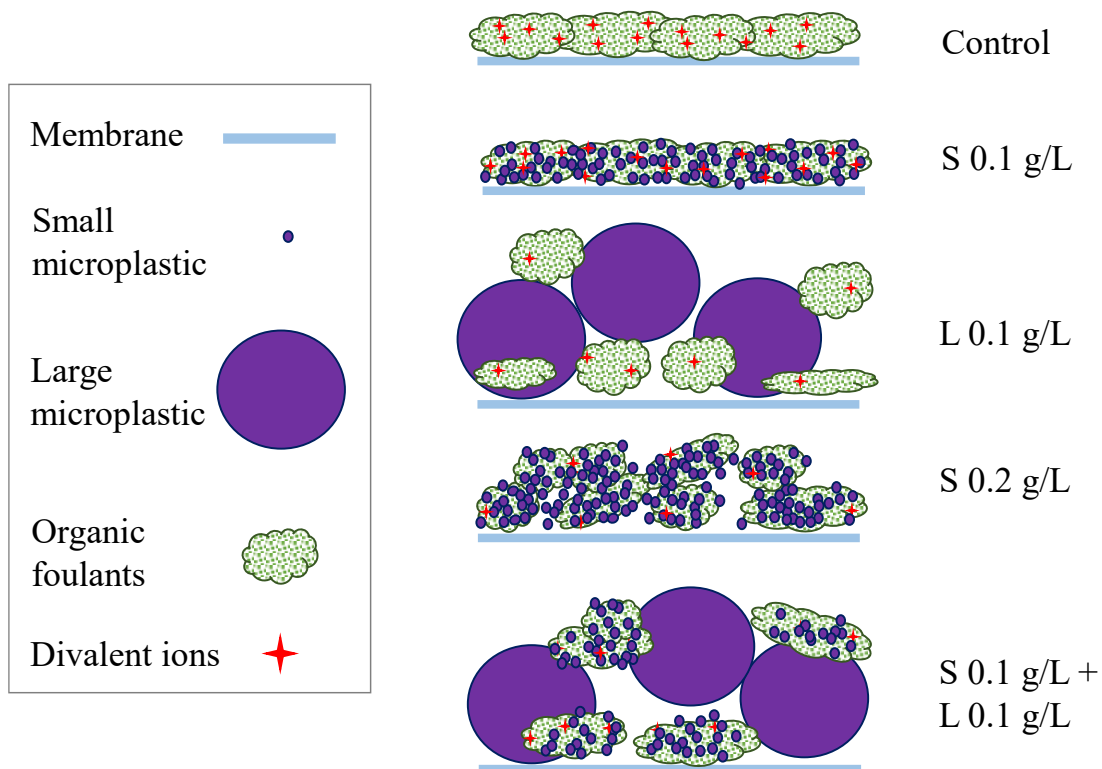 Membrane
Small
microplastic
Large
microplastic
Organic
foulants
Divalent ions
Control
S 0.1 g/L
L 0.1 g/L
S 0.2 g/L
S 0.1 g/L +
L 0.1 g/L